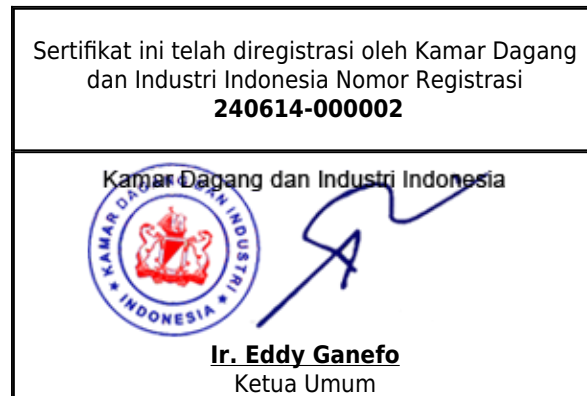 Sertifikat ini telah diregistrasi oleh Kamar Dagang
dan Industri Indonesia Nomor Registrasi
240614-000002
Kamar Dagang dan Industri Indonesia
KAMAR DAGANG DAN INDUSTRI
INDONESIA
Ir. Eddy Ganefo
Ketua Umum